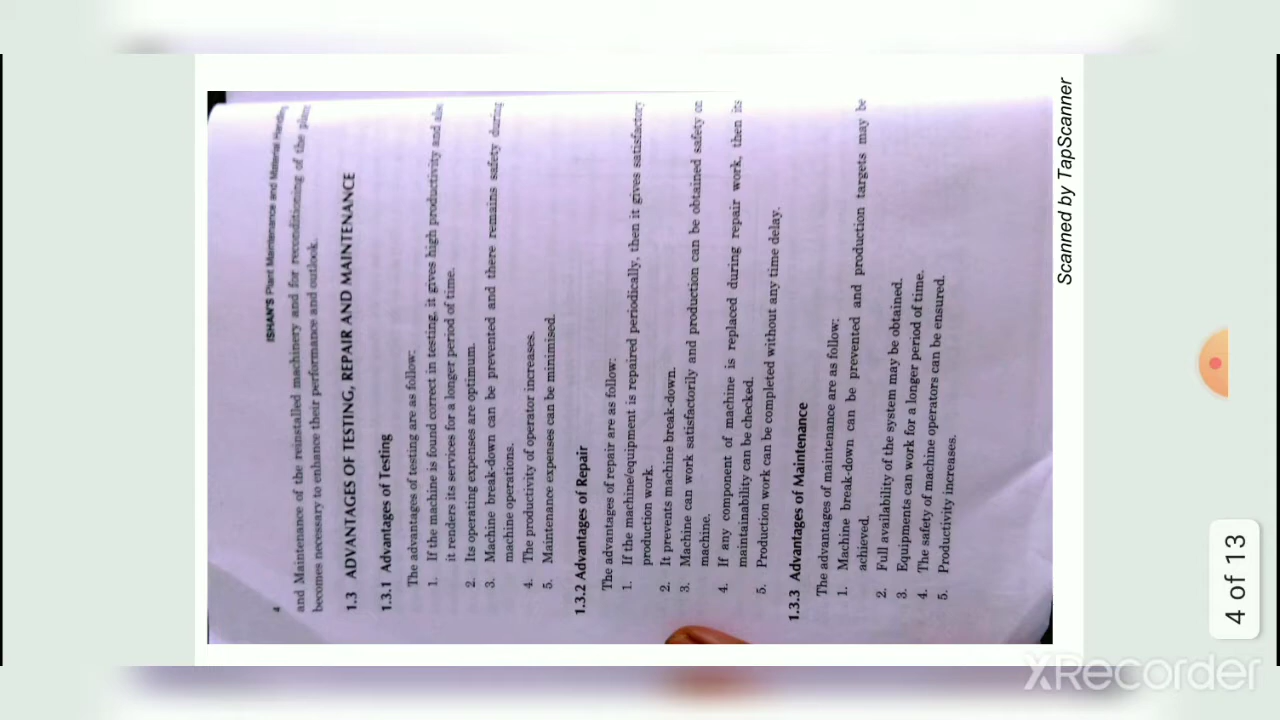 4
ISHAN'S Plant Maintenance and Material Handling
and Maintenance of the reinstalled machinery and for reconditioning of the plant
becomes necessary to enhance their performance and outlook.
1.3 ADVANTAGES OF TESTING, REPAIR AND MAINTENANCE
1.3.1 Advantages of Testing
The advantages of testing are as follow:
1. If the machine is found correct in testing, it gives high productivity and also
it renders its services for a longer period of time.
2. Its operating expenses are optimum.
3. Machine break-down can be prevented and there remains safety during
machine operations.
4. The productivity of operator increases.
5. Maintenance expenses can be minimised.
1.3.2 Advantages of Repair
The advantages of repair are as follow:
1. If the machine/equipment is repaired periodically, then it gives satisfactory
production work.
2. It prevents machine break-down.
3. Machine can work satisfactorily and production can be obtained safety on
machine.
4. If any component of machine is replaced during repair work, then its
maintainability can be checked.
5. Production work can be completed without any time delay.
1.3.3 Advantages of Maintenance
The advantages of maintenance are as follow:
1. Machine break-down can be prevented and production targets may be
achieved.
2. Full availability of the system may be obtained.
3. Equipments can work for a longer period of time.
4. The safety of machine operators can be ensured.
5. Productivity increases.
Scanned by TapScanner
4 of 13
XRecorder